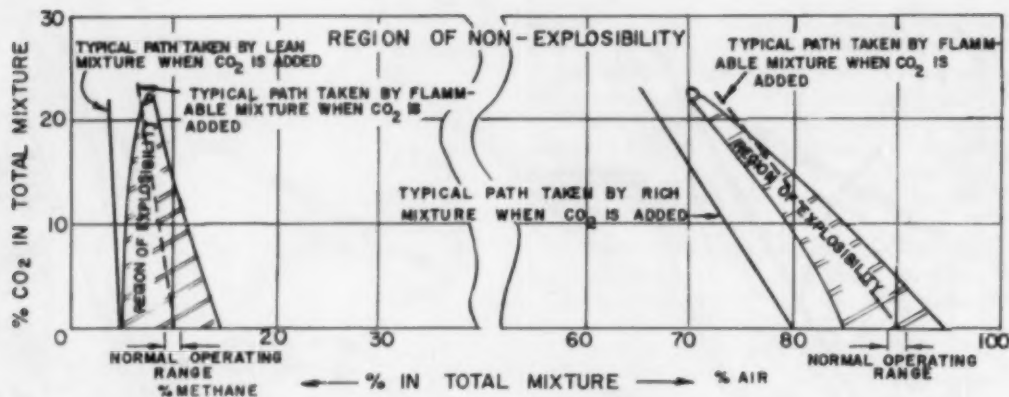 30
20
10
0
% CO2 IN TOTAL MIXTURE
TYPICAL PATH TAKEN BY LEAN
MIXTURE WHEN CO2 IS ADDED
TYPICAL PATH TAKEN BY FLAMM-
ABLE MIXTURE WHEN CO2 IS
ADDED
REGION OF NON-EXPLOSIBILITY
TYPICAL PATH TAKEN BY FLAMM-
ABLE MIXTURE WHEN CO2 IS
ADDED
REGION OF EXPLOSIBILITY
TYPICAL PATH TAKEN BY RICH
MIXTURE WHEN CO2 IS ADDED
REGION OF EXPLOSIBILITY
20
30
60
70
80
90
100
NORMAL OPERATING
RANGE
% METHANE
% IN TOTAL MIXTURE
% AIR
NORMAL OPERATING
RANGE